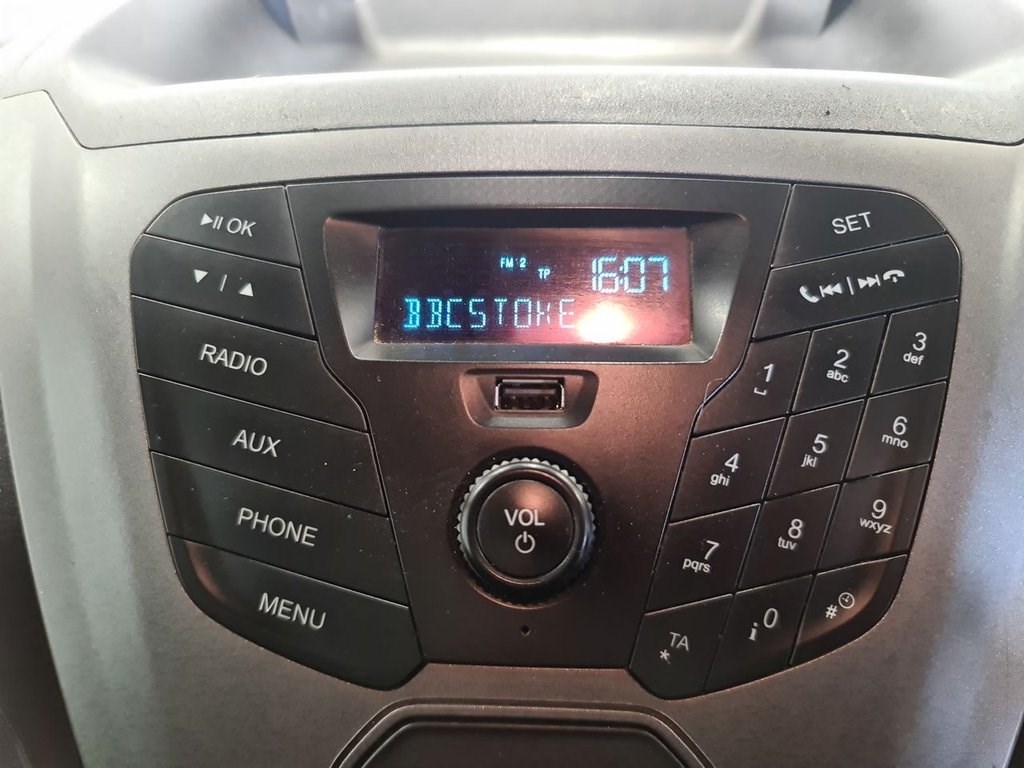 OK
SET
FM 2
TP
16:07
BBCSTOKE
RADIO
AUX
PHONE
MENU
VOL
1
2
abc
3
def
4
ghi
5
jkl
6
mno
7
pqrs
8
tuv
9
wxyz
TA
*
i 0
#